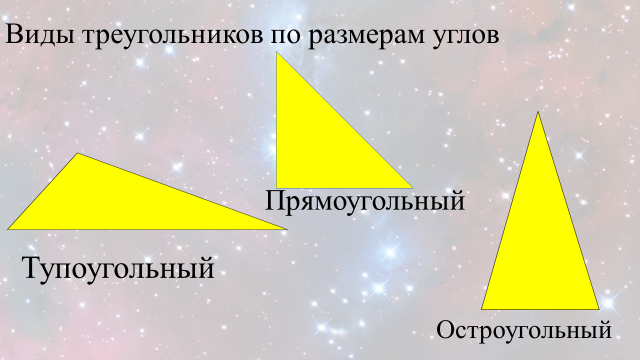 Виды треугольников по размерам углов
Прямоугольный
Тупоугольный
Остроугольный